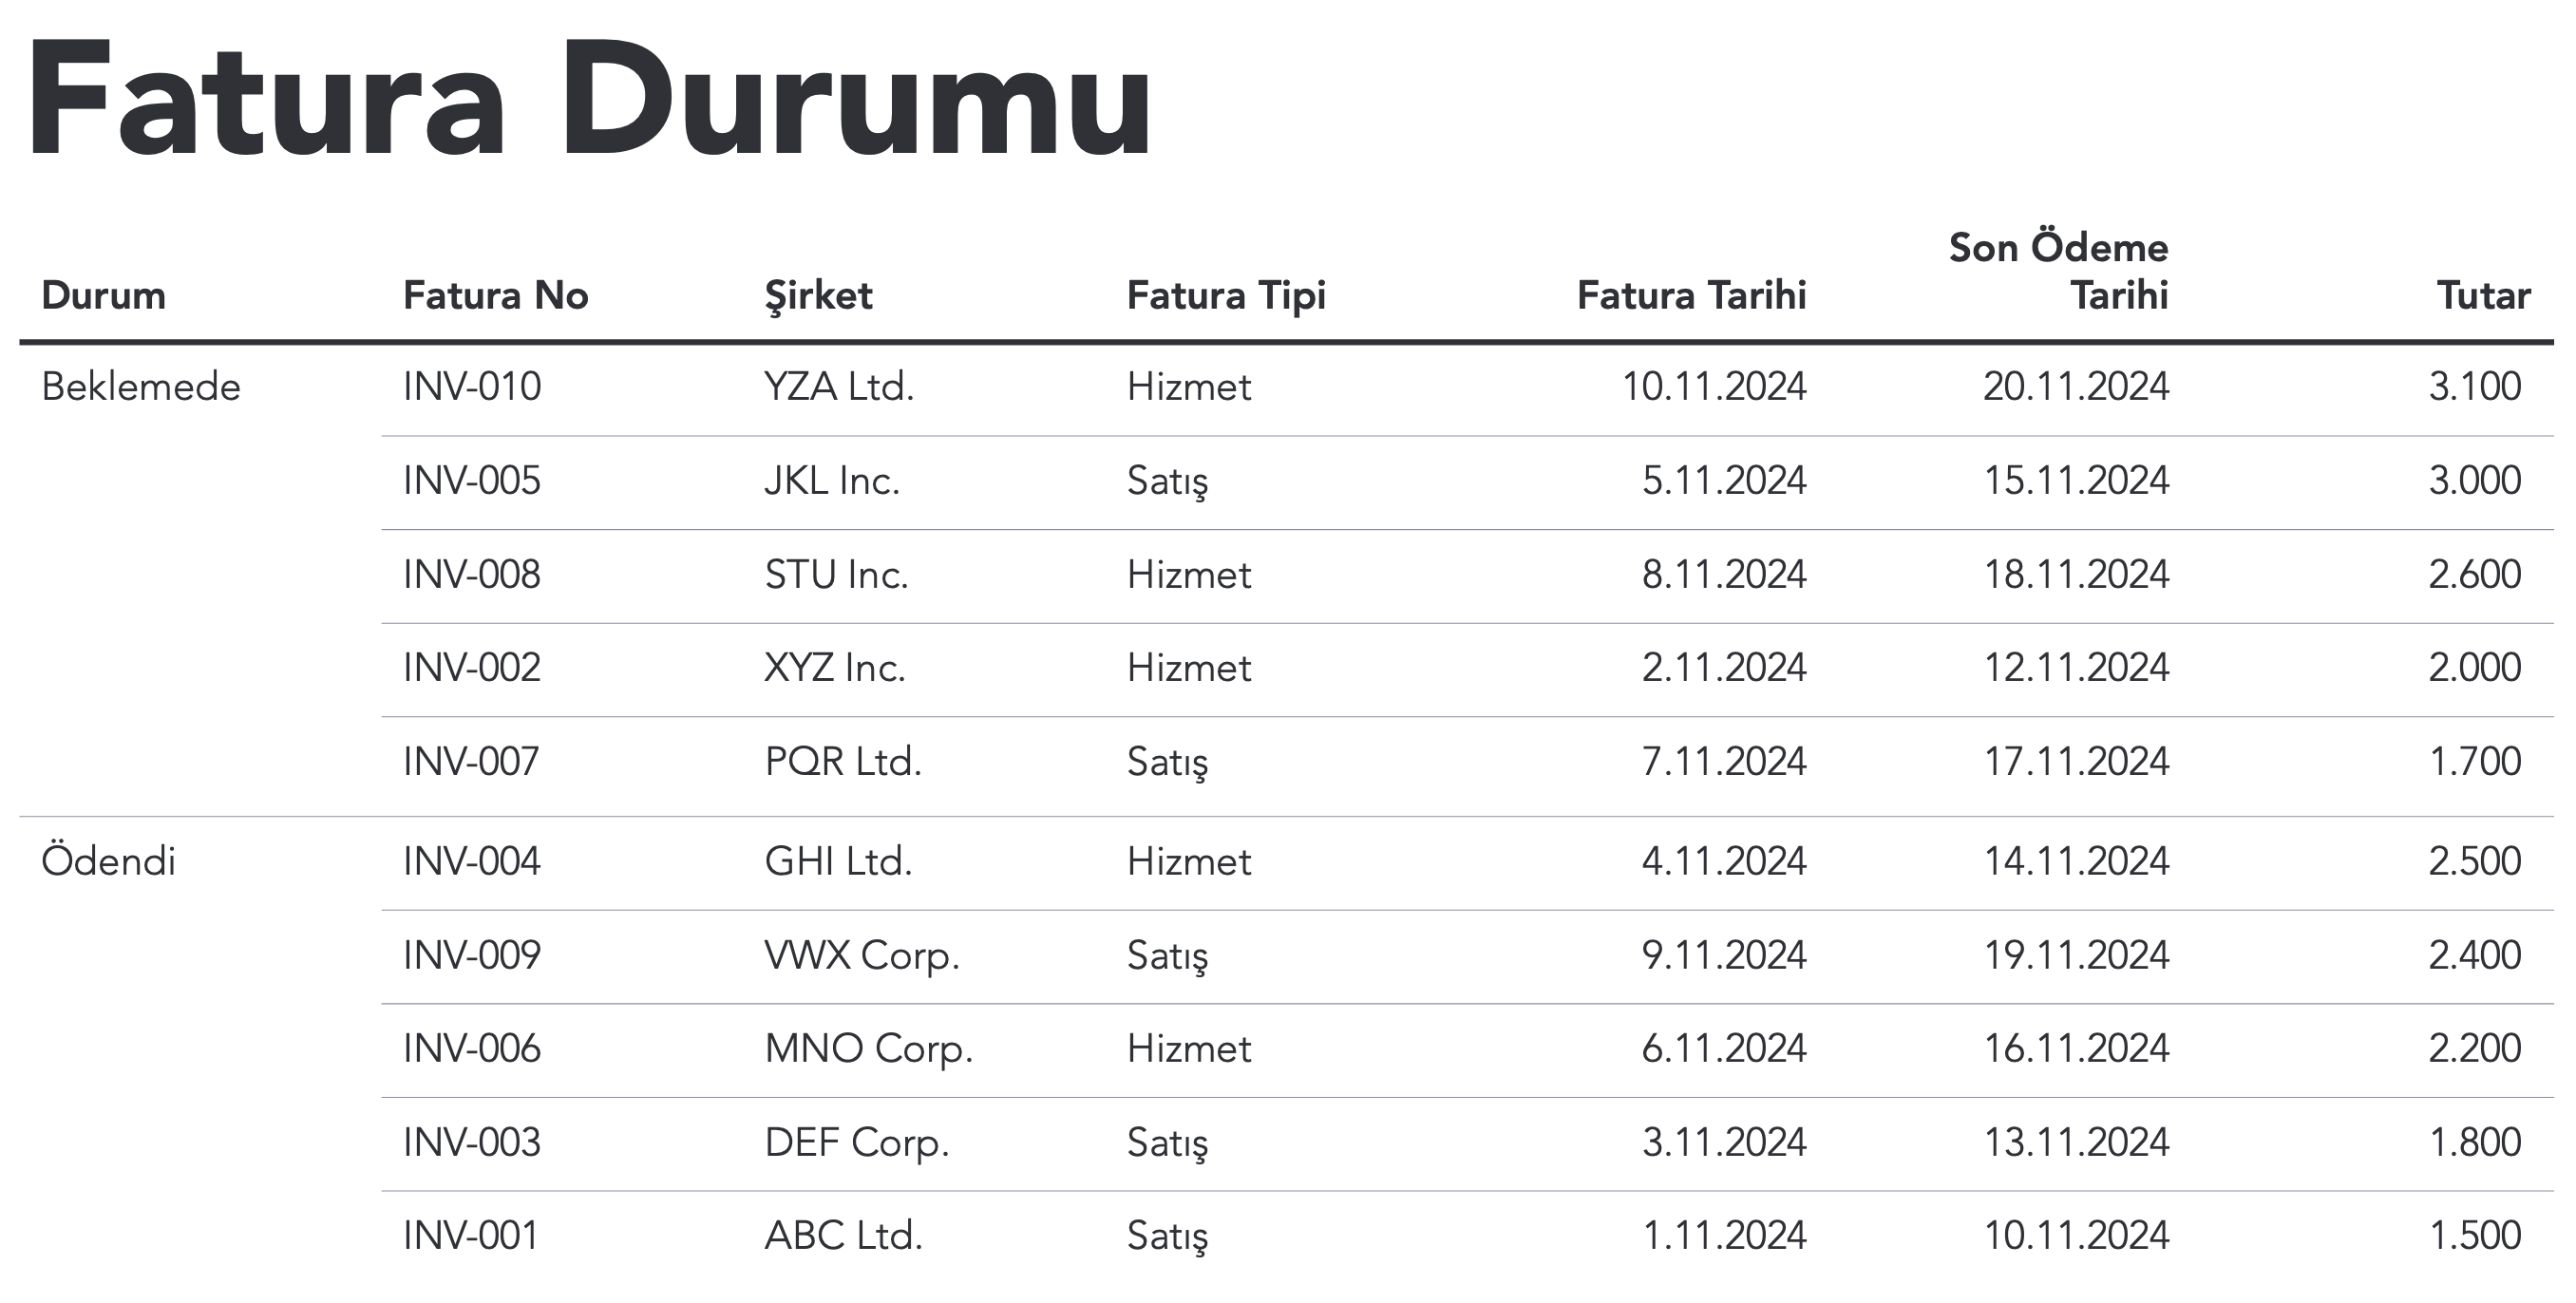 Fatura Durumu
Durum Fatura No Şirket Fatura Tipi Fatura Tarihi Son Ödeme Tarihi Tutar
Beklemede INV-010 YZA Ltd. Hizmet 10.11.2024 20.11.2024 3.100
INV-005 JKL Inc. Satış 5.11.2024 15.11.2024 3.000
INV-008 STU Inc. Hizmet 8.11.2024 18.11.2024 2.600
INV-002 XYZ Inc. Hizmet 2.11.2024 12.11.2024 2.000
INV-007 PQR Ltd. Satış 7.11.2024 17.11.2024 1.700
Ödendi INV-004 GHI Ltd. Hizmet 4.11.2024 14.11.2024 2.500
INV-009 VWX Corp. Satış 9.11.2024 19.11.2024 2.400
INV-006 MNO Corp. Hizmet 6.11.2024 16.11.2024 2.200
INV-003 DEF Corp. Satış 3.11.2024 13.11.2024 1.800
INV-001 ABC Ltd. Satış 1.11.2024 10.11.2024 1.500